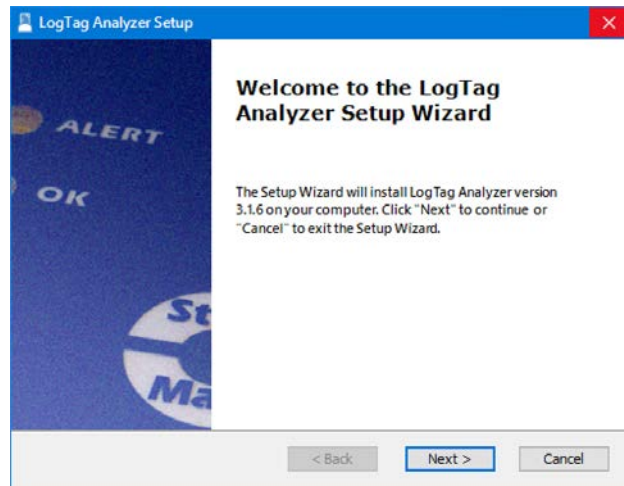 LogTag Analyzer Setup
Welcome to the LogTag
Analyzer Setup Wizard
ALERT
OK
The Setup Wizard will install LogTag Analyzer version
3.1.6 on your computer. Click "Next" to continue or
"Cancel" to exit the Setup Wizard.
St
Ma
< Back
Next >
Cancel